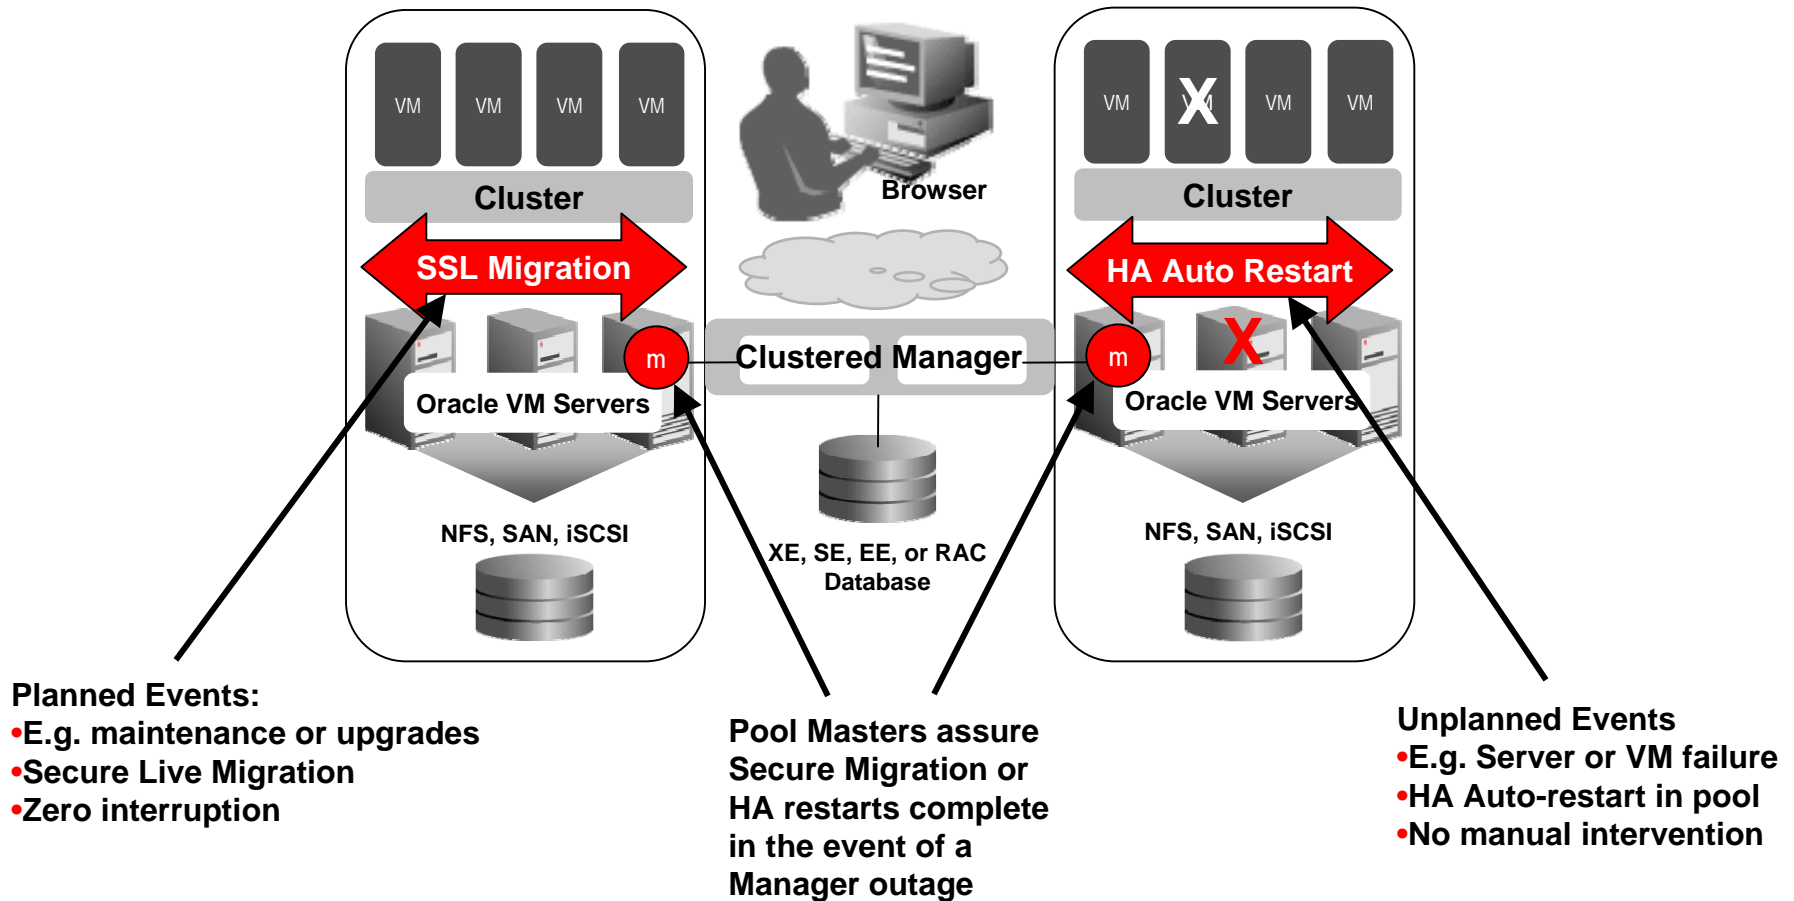 VM VM VM VM
Cluster
SSL Migration
m
Oracle VM Servers
NFS, SAN, iSCSI
Browser
Clustered Manager
XE, SE, EE, or RAC
Database
VM X VM VM
Cluster
HA Auto Restart
m
X
Oracle VM Servers
NFS, SAN, iSCSI
Planned Events:
•E.g. maintenance or upgrades
•Secure Live Migration
•Zero interruption
Pool Masters assure
Secure Migration or
HA restarts complete
in the event of a
Manager outage
Unplanned Events
•E.g. Server or VM failure
•HA Auto-restart in pool
•No manual intervention